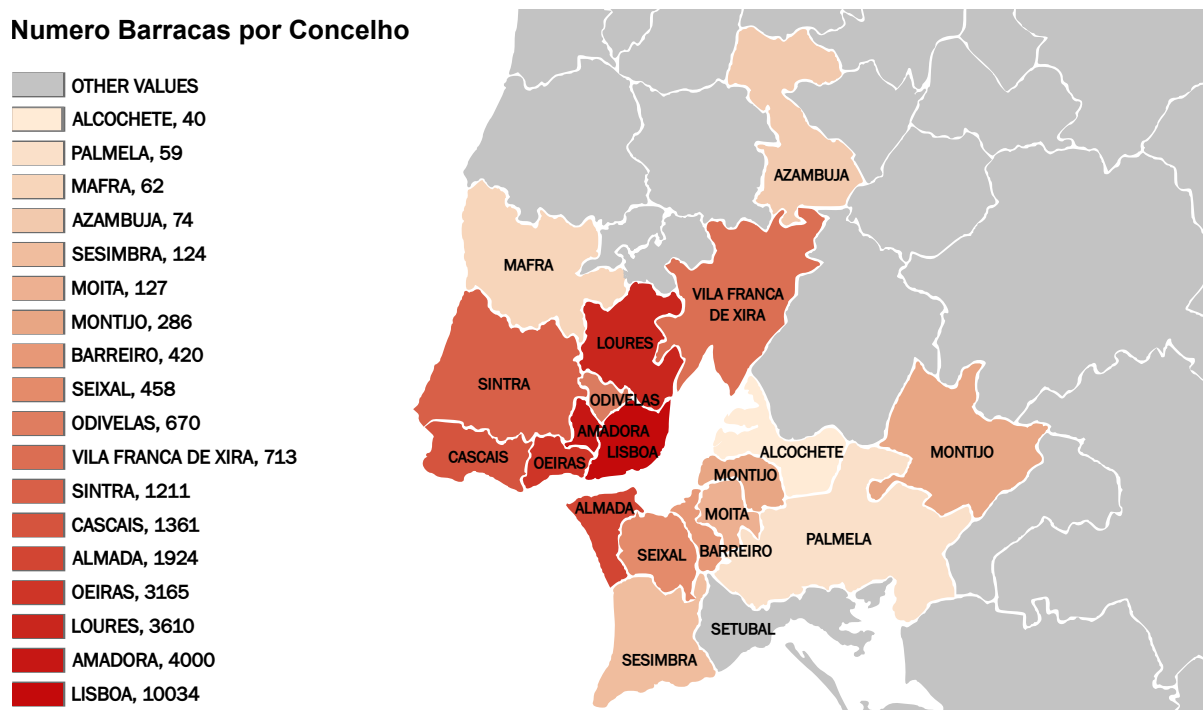 Numero Barracas por Concelho
OTHER VALUES
ALCOCHETE, 40
PALMELA, 59
MAFRA, 62
AZAMBUJA, 74
SESIMBRA, 124
MOITA, 127
MONTIJO, 286
BARREIRO, 420
SEIXAL, 458
ODIVELAS, 670
VILA FRANCA DE XIRA, 713
SINTRA, 1211
CASCAIS, 1361
ALMADA, 1924
OEIRAS, 3165
LOURES, 3610
AMADORA, 4000
LISBOA, 10034
AZAMBUJA
MAFRA
VILA FRANCA
DE XIRA
LOURES
SINTRA
ODIVELAS
AMADORA
LISBOA
CASCAIS
OEIRAS
ALCOCHETE
MONTIJO
MONTIJO
ALMADA
MOITA
SEIXAL
BARREIRO
PALMELA
SETUBAL
SESIMBRA